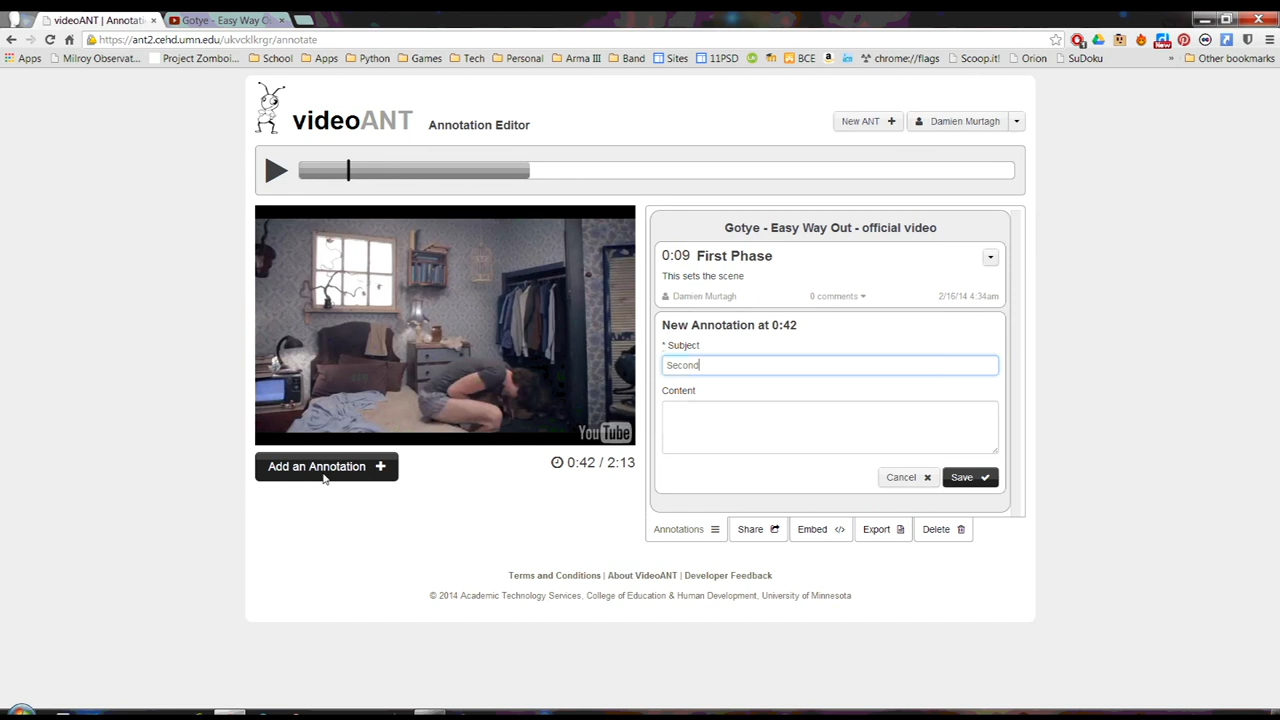 videoANT | Annotation
Gotye - Easy Way O
https://ant2.cehd.umn.edu/ukvcklkrgr/annotate
Apps Milroy Observat... Project Zomboi... School Apps Python Games Tech Personal Arma III Band Sites 11PSD BCE chrome://flags Scoop.it! Orion SuDoku » Other bookmarks
videoANT Annotation Editor
New ANT + Damien Murtagh
Gotye - Easy Way Out - official video
0:09 First Phase
This sets the scene
Damien Murtagh 0 comments 2/16/14 4:34am
New Annotation at 0:42
* Subject
Second
Content
YouTube
Add an Annotation +
0:42 / 2:13
Cancel Save
Annotations Share Embed </> Export Delete
Terms and Conditions | About VideoANT | Developer Feedback
© 2014 Academic Technology Services, College of Education & Human Development, University of Minnesota